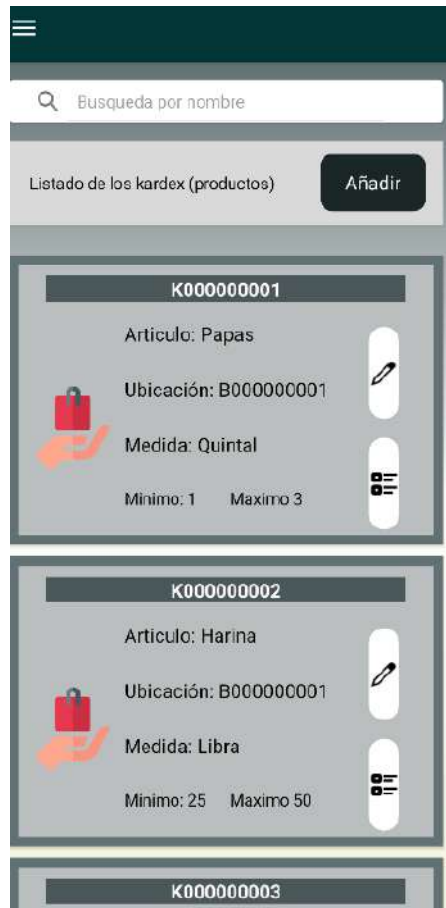 Busqueda por nombre
Listado de los kardex (productos)
Añadir
K000000001
Articulo: Papas
Ubicación: B000000001
Medida: Quintal
Minimo: 1 Maximo 3
K000000002
Articulo: Harina
Ubicación: B000000001
Medida: Libra
Minimo: 25 Maximo 50
K000000003